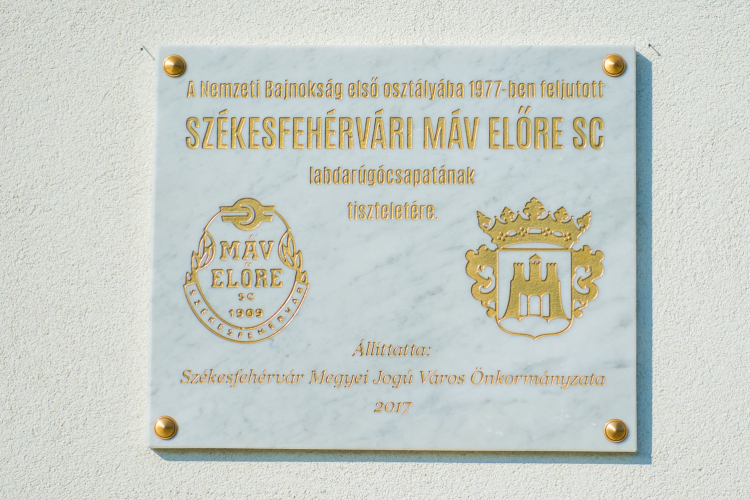 A Nemzeti Bajnokság első osztályába 1977-ben feljutott
SZÉKESFEHÉRVÁRI MÁV ELŐRE SC
labdarúgócsapatának
tiszteletére.
MÁV
ELŐRE
SC
1909
SZÉKESFEHÉRVÁR
Állíttatta:
Székesfehérvár Megyei Jogú Város Önkormányzata
2017